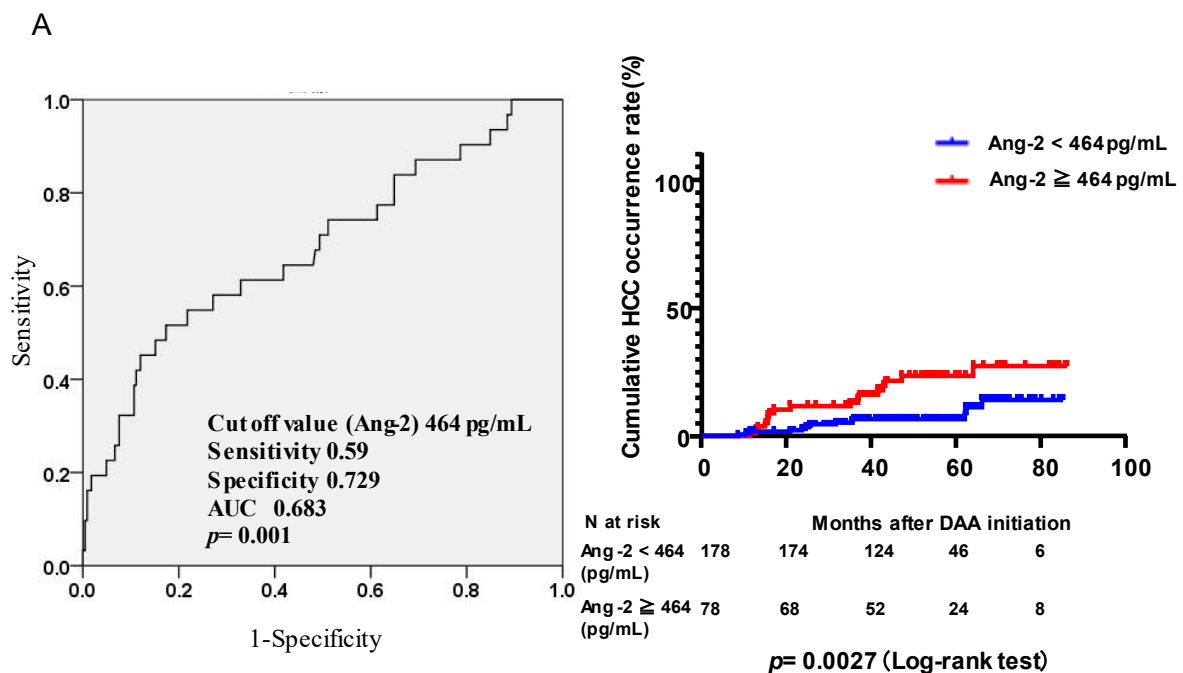 A
1.0
0.8
0.6
0.4
0.2
0.0
Sensitivity
Cut off value (Ang-2) 464 pg/mL
Sensitivity 0.59
Specificity 0.729
AUC 0.683
p= 0.001
0.0 0.2 0.4 0.6 0.8 1.0
1-Specificity
Cumulative HCC occurrence rate(%)
Ang-2 < 464 pg/mL
Ang-2 ≧ 464 pg/mL
100
50
0
0 20 40 60 80 100
N at risk Months after DAA initiation
Ang-2 < 464 178 174 124 46 6
(pg/mL)
Ang-2 ≧ 464 78 68 52 24 8
(pg/mL)
p= 0.0027 (Log-rank test)